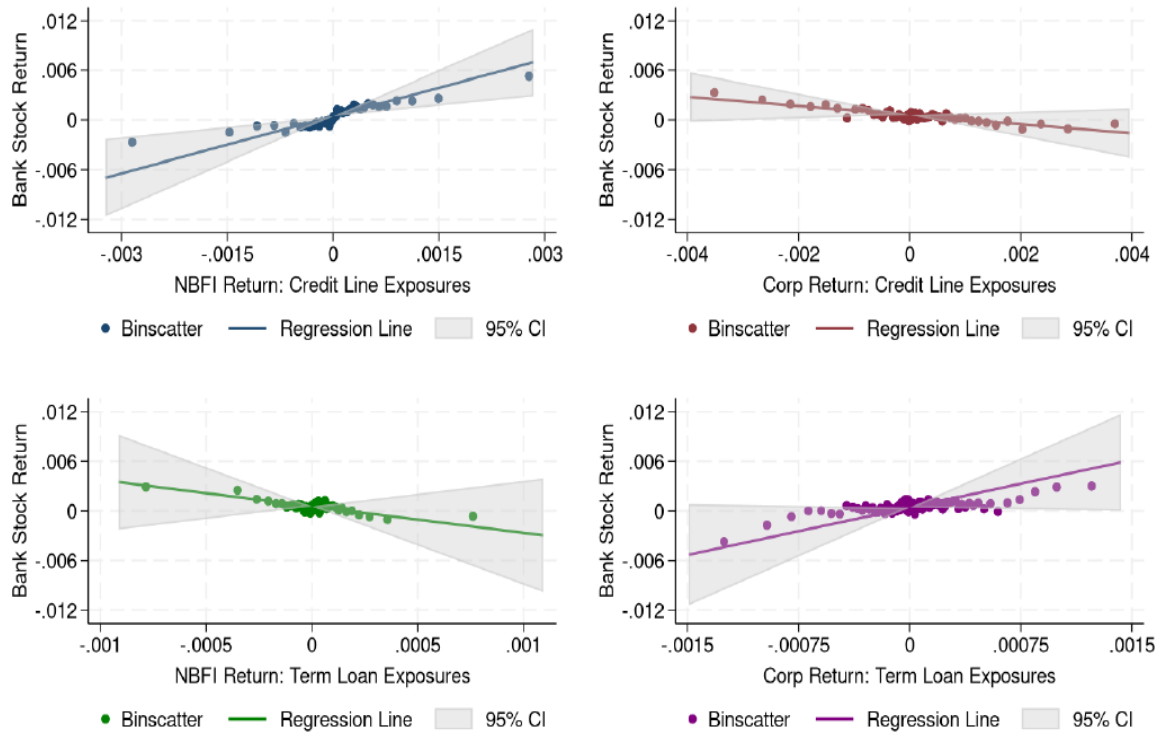 .012
.006
0
-.006
-.012
Bank Stock Return
-.003 -.0015 0 .0015 .003
NBFI Return: Credit Line Exposures
Binscatter Regression Line 95% CI
.012
.006
0
-.006
-.012
Bank Stock Return
-.004 -.002 0 .002 .004
Corp Return: Credit Line Exposures
Binscatter Regression Line 95% CI
.012
.006
0
-.006
-.012
Bank Stock Return
-.001 -.0005 0 .0005 .001
NBFI Return: Term Loan Exposures
Binscatter Regression Line 95% CI
.012
.006
0
-.006
-.012
Bank Stock Return
-.0015 -.00075 0 .00075 .0015
Corp Return: Term Loan Exposures
Binscatter Regression Line 95% CI